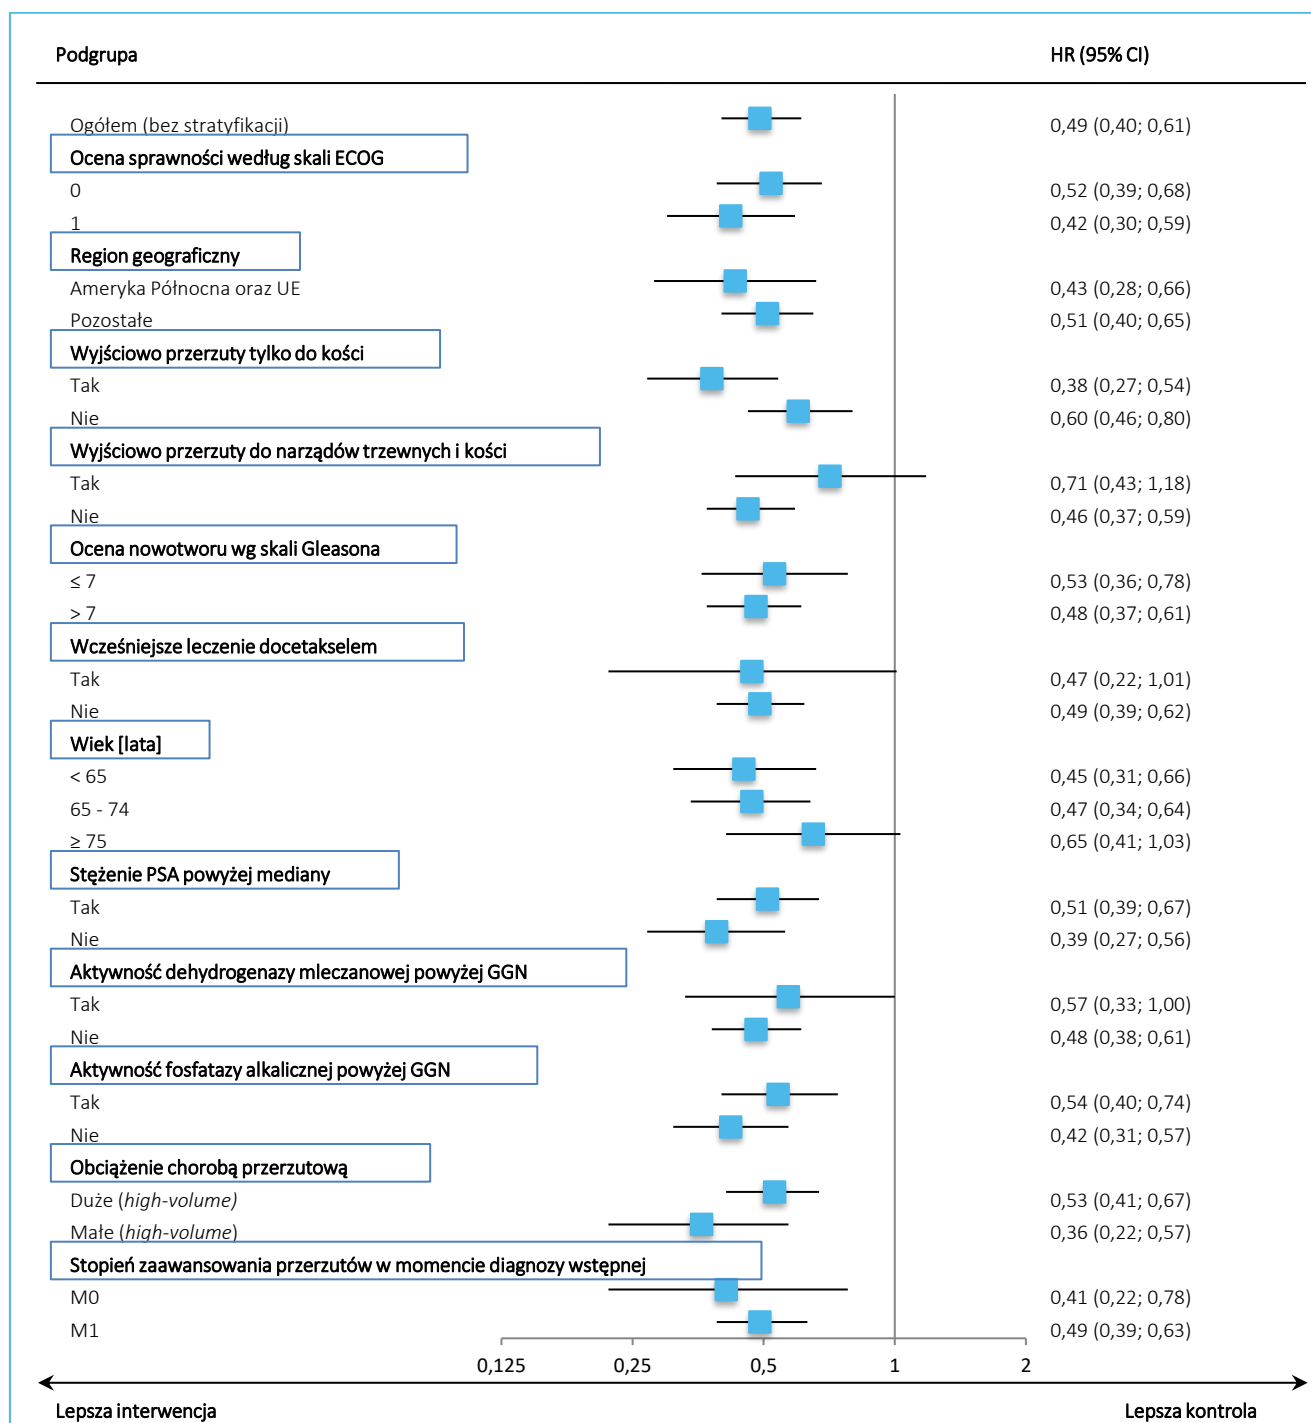 Podgrupa HR (95% CI)
Ogółem (bez stratyfikacji) 0,49 (0,40; 0,61)
Ocena sprawności według skali ECOG
0 0,52 (0,39; 0,68)
1 0,42 (0,30; 0,59)
Region geograficzny
Ameryka Północna oraz UE 0,43 (0,28; 0,66)
Pozostałe 0,51 (0,40; 0,65)
Wyjściowo przerzuty tylko do kości
Tak 0,38 (0,27; 0,54)
Nie 0,60 (0,46; 0,80)
Wyjściowo przerzuty do narządów trzewnych i kości
Tak 0,71 (0,43; 1,18)
Nie 0,46 (0,37; 0,59)
Ocena nowotworu wg skali Gleasona
≤ 7 0,53 (0,36; 0,78)
> 7 0,48 (0,37; 0,61)
Wcześniejsze leczenie docetakselem
Tak 0,47 (0,22; 1,01)
Nie 0,49 (0,39; 0,62)
Wiek [lata]
< 65 0,45 (0,31; 0,66)
65 - 74 0,47 (0,34; 0,64)
≥ 75 0,65 (0,41; 1,03)
Stężenie PSA powyżej mediany
Tak 0,51 (0,39; 0,67)
Nie 0,39 (0,27; 0,56)
Aktywność dehydrogenazy mleczanowej powyżej GGN
Tak 0,57 (0,33; 1,00)
Nie 0,48 (0,38; 0,61)
Aktywność fosfatazy alkalicznej powyżej GGN
Tak 0,54 (0,40; 0,74)
Nie 0,42 (0,31; 0,57)
Obciążenie chorobą przerzutową
Duże (high-volume) 0,53 (0,41; 0,67)
Małe (high-volume) 0,36 (0,22; 0,57)
Stopień zaawansowania przerzutów w momencie diagnozy wstępnej
M0 0,41 (0,22; 0,78)
M1 0,49 (0,39; 0,63)
0,125 0,25 0,5 1 2
Lepsza interwencja Lepsza kontrola